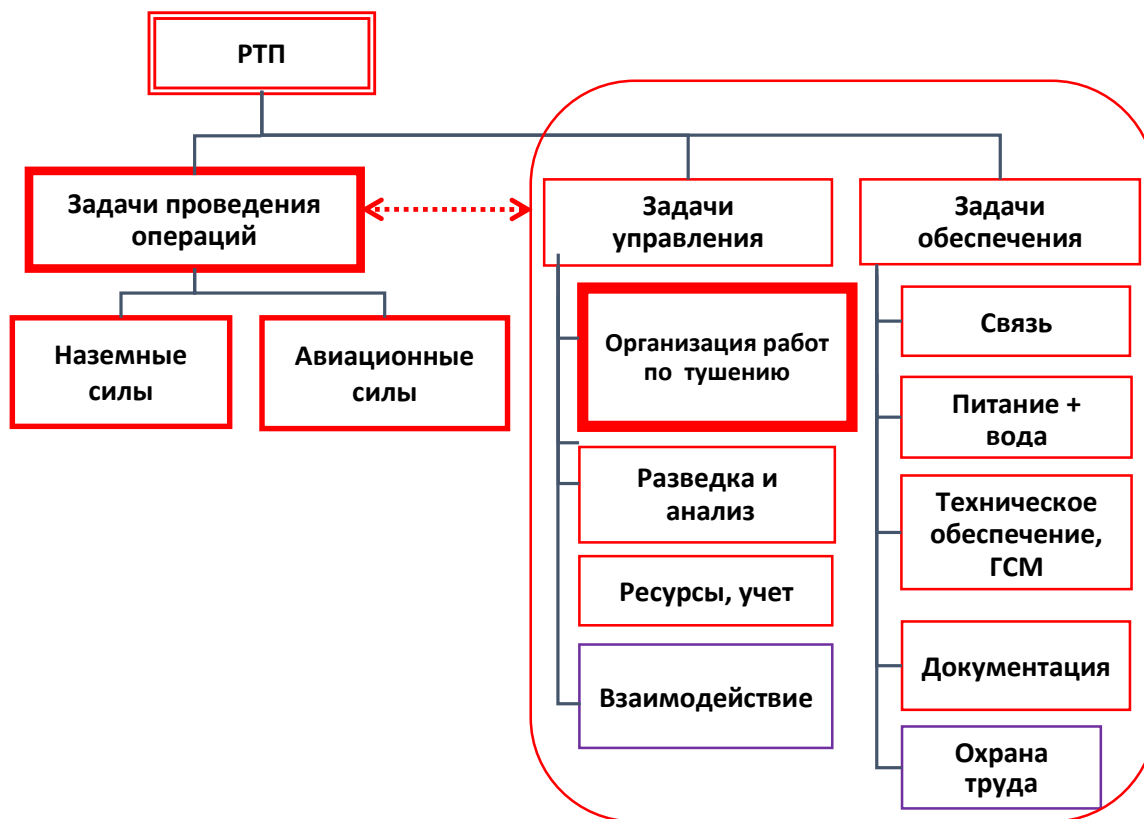 РТП
Задачи проведения
операций
Наземные
силы
Авиационные
силы
Задачи
управления
Организация работ
по тушению
Разведка и
анализ
Ресурсы, учет
Взаимодействие
Задачи
обеспечения
Связь
Питание +
вода
Техническое
обеспечение,
ГСМ
Документация
Охрана
труда